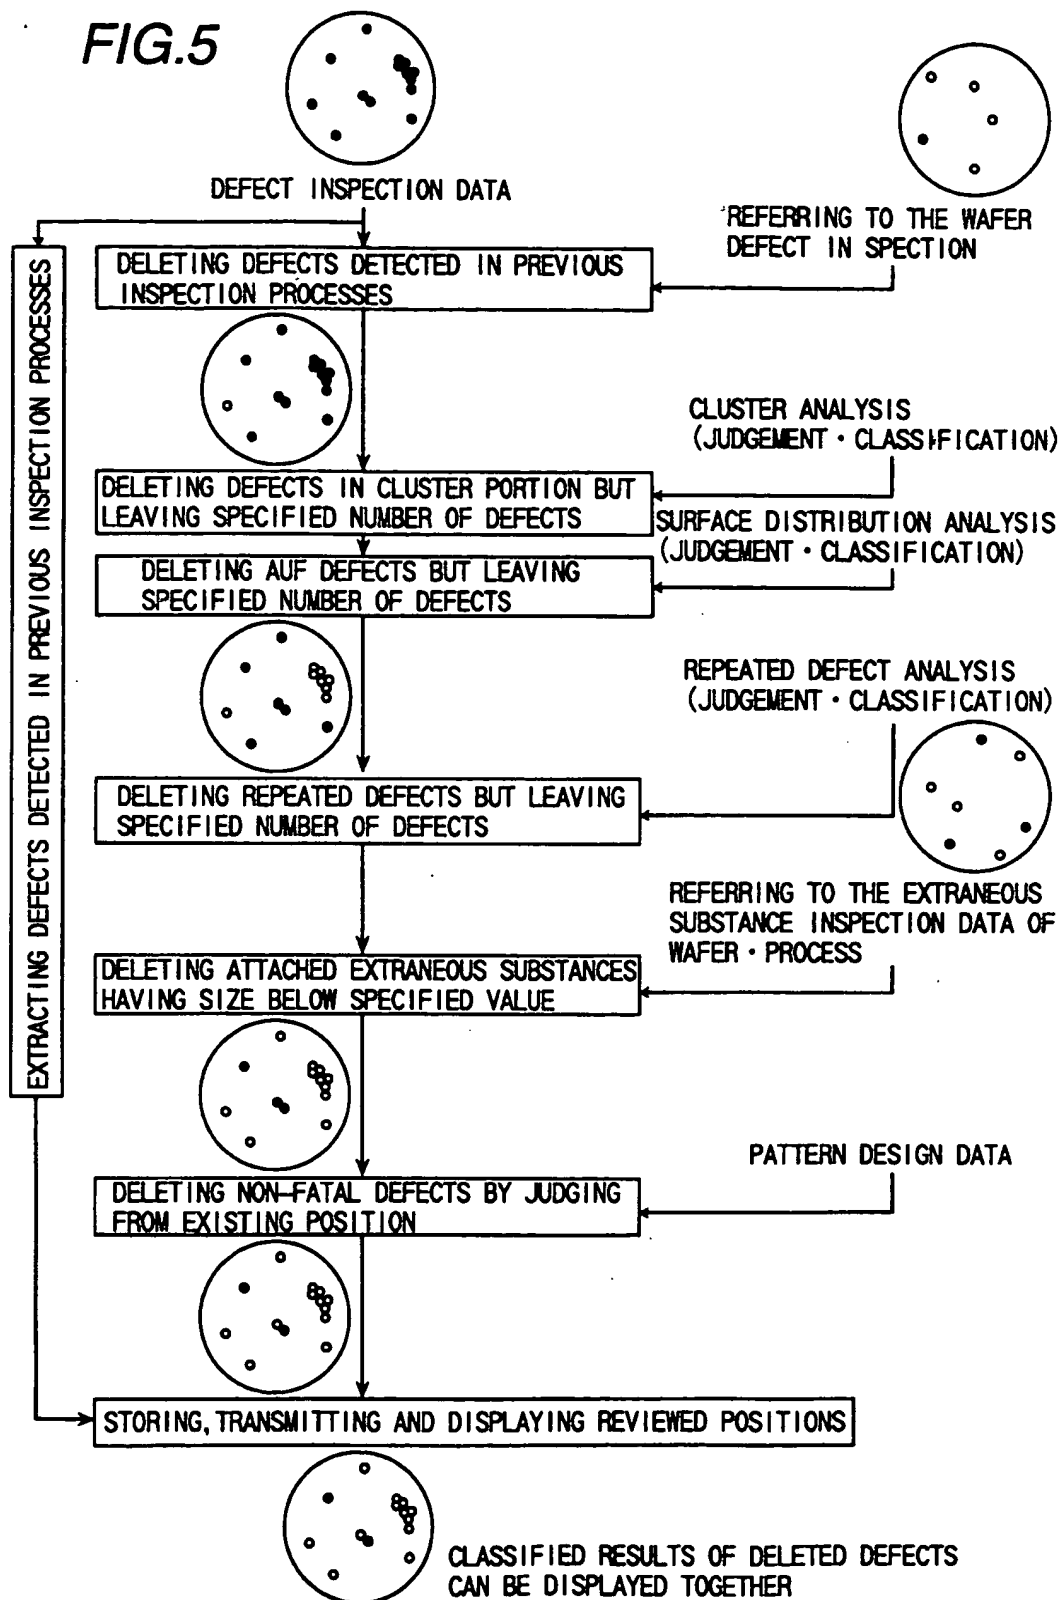 FIG.5
DEFECT INSPECTION DATA
REFERRING TO THE WAFER
DEFECT IN SPECTION
EXTRACTING DEFECTS DETECTED IN PREVIOUS INSPECTION PROCESSES
DELETING DEFECTS DETECTED IN PREVIOUS
INSPECTION PROCESSES
CLUSTER ANALYSIS
(JUDGEMENT・CLASSIFICATION)
DELETING DEFECTS IN CLUSTER PORTION BUT
LEAVING SPECIFIED NUMBER OF DEFECTS
SURFACE DISTRIBUTION ANALYSIS
(JUDGEMENT・CLASSIFICATION)
DELETING AUF DEFECTS BUT LEAVING
SPECIFIED NUMBER OF DEFECTS
REPEATED DEFECT ANALYSIS
(JUDGEMENT・CLASSIFICATION)
DELETING REPEATED DEFECTS BUT LEAVING
SPECIFIED NUMBER OF DEFECTS
REFERRING TO THE EXTRANEOUS
SUBSTANCE INSPECTION DATA OF
WAFER・PROCESS
DELETING ATTACHED EXTRANEOUS SUBSTANCES
HAVING SIZE BELOW SPECIFIED VALUE
PATTERN DESIGN DATA
DELETING NON-FATAL DEFECTS BY JUDGING
FROM EXISTING POSITION
STORING, TRANSMITTING AND DISPLAYING REVIEWED POSITIONS
CLASSIFIED RESULTS OF DELETED DEFECTS
CAN BE DISPLAYED TOGETHER